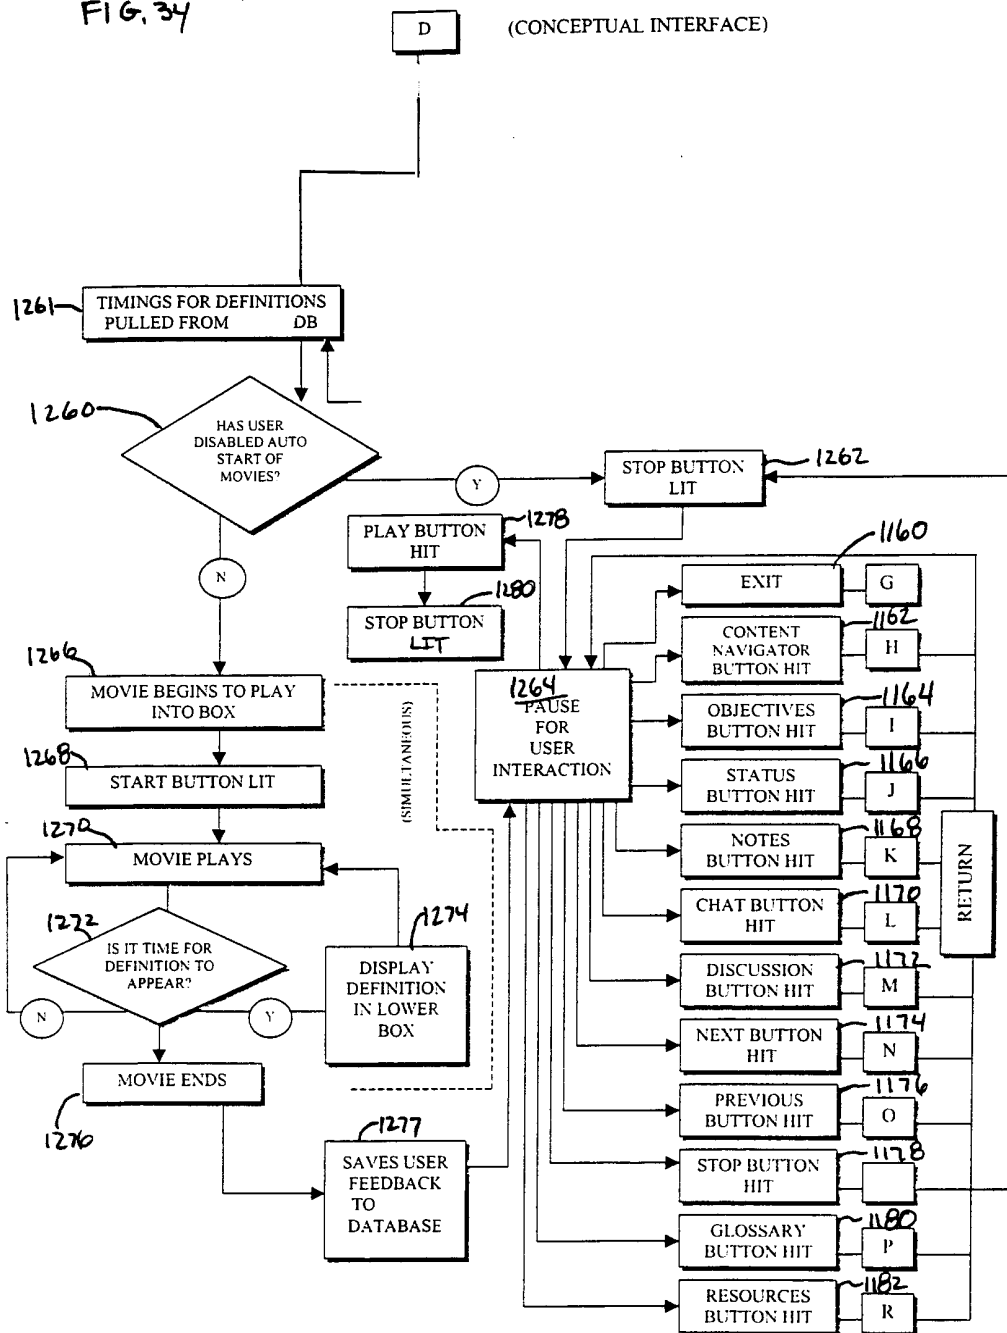 FIG. 34
D
(CONCEPTUAL INTERFACE)
1261
TIMINGS FOR DEFINITIONS
PULLED FROM DB
1260
HAS USER
DISABLED AUTO
START OF
MOVIES?
Y
STOP BUTTON
LIT
1262
N
PLAY BUTTON
HIT
1278
STOP BUTTON
LIT
1280
1266
MOVIE BEGINS TO PLAY
INTO BOX
(SIMULTANEOUS)
1268
START BUTTON LIT
1270
MOVIE PLAYS
1272
IS IT TIME FOR
DEFINITION TO
APPEAR?
N
Y
1274
DISPLAY
DEFINITION
IN LOWER
BOX
MOVIE ENDS
1276
1277
SAVES USER
FEEDBACK
TO
DATABASE
1264
PAUSE
FOR
USER
INTERACTION
EXIT
1160
G
CONTENT
NAVIGATOR
BUTTON HIT
1162
H
OBJECTIVES
BUTTON HIT
1164
I
STATUS
BUTTON HIT
1166
J
NOTES
BUTTON HIT
1168
K
CHAT BUTTON
HIT
1170
L
RETURN
DISCUSSION
BUTTON HIT
1172
M
NEXT BUTTON
HIT
1174
N
PREVIOUS
BUTTON HIT
1176
O
STOP BUTTON
HIT
1178
GLOSSARY
BUTTON HIT
1180
P
RESOURCES
BUTTON HIT
1182
R